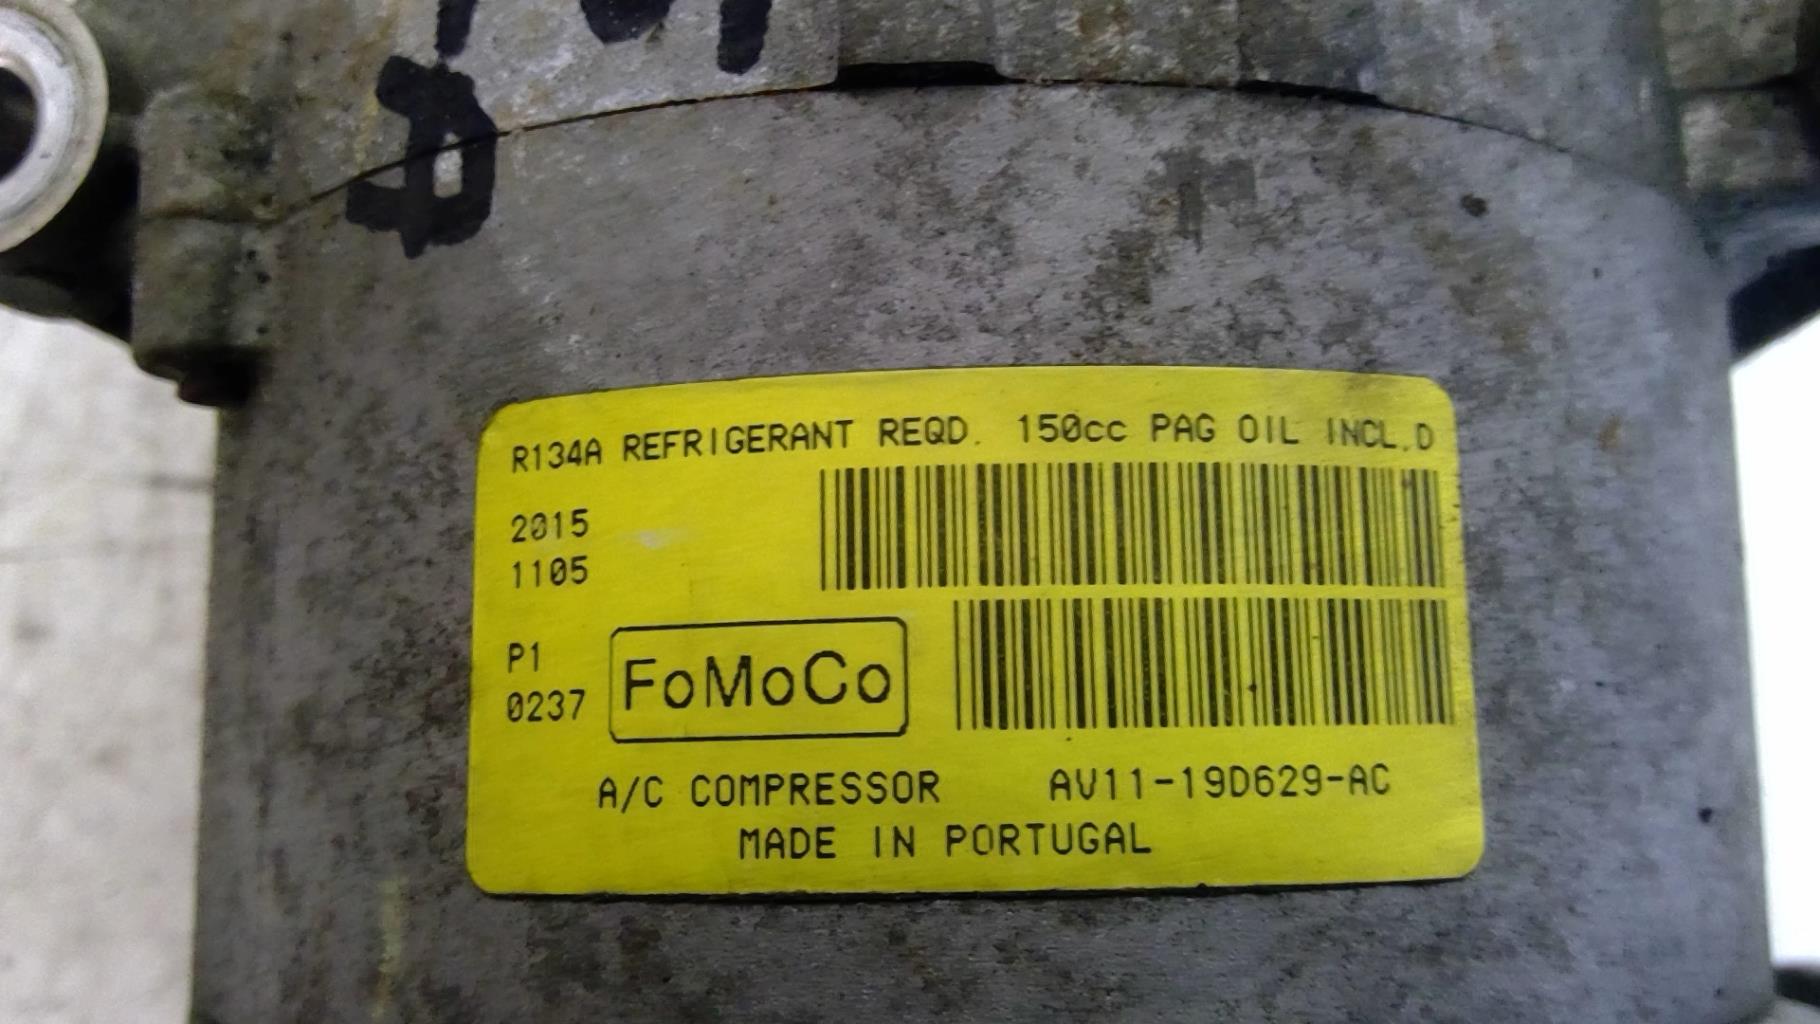 R134A REFRIGERANT REQD. 150cc PAG OIL INCL.D
2015
1105
P1
0237
FoMoCo
A/C COMPRESSOR AV11-19D629-AC
MADE IN PORTUGAL